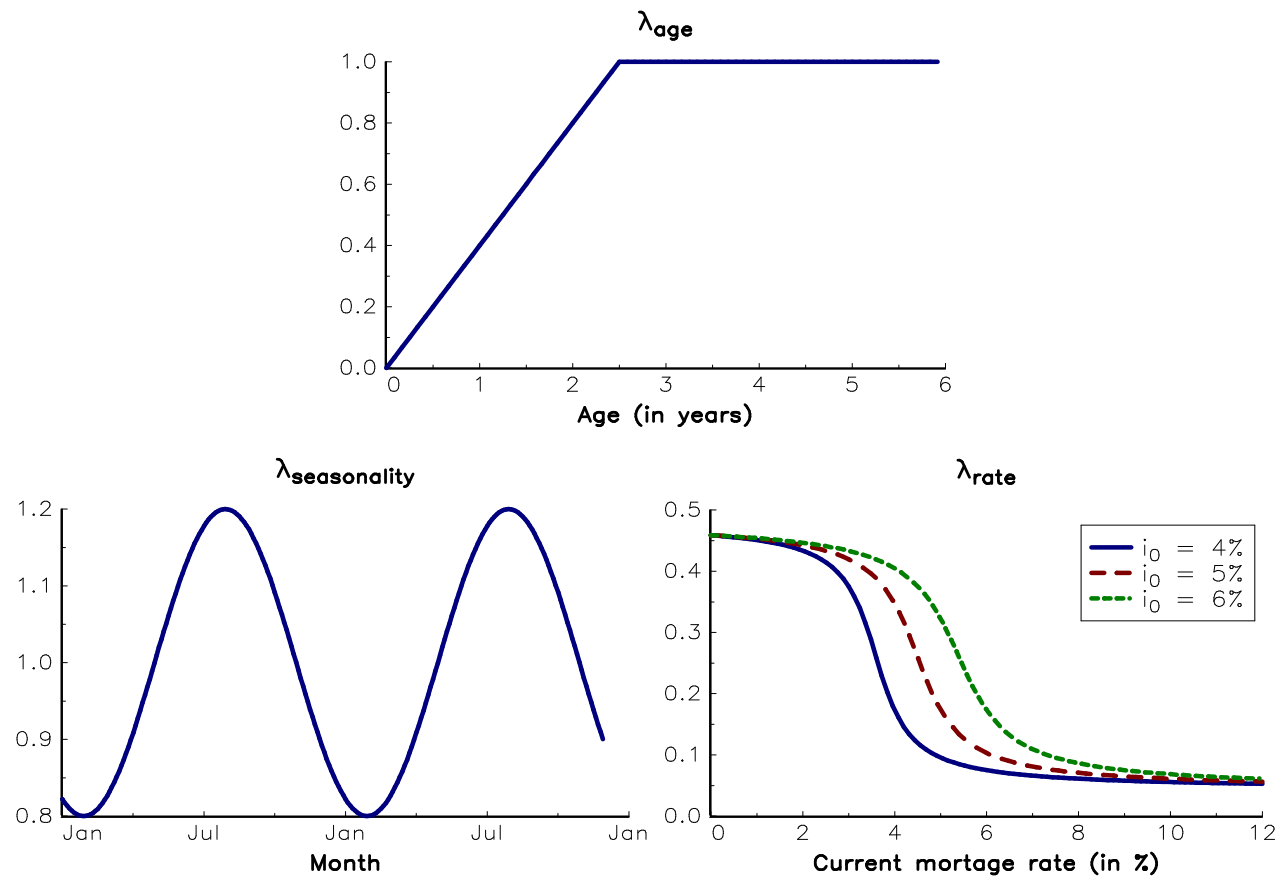 λage
1.0
0.8
0.6
0.4
0.2
0.0
0 1 2 3 4 5 6
Age (in years)
λseasonality
1.2
1.1
1.0
0.9
0.8
Jan Jul Jan Jul Jan
Month
λrate
0.5
0.4
0.3
0.2
0.1
0.0
i0 = 4%
i0 = 5%
i0 = 6%
0 2 4 6 8 10 12
Current mortage rate (in %)